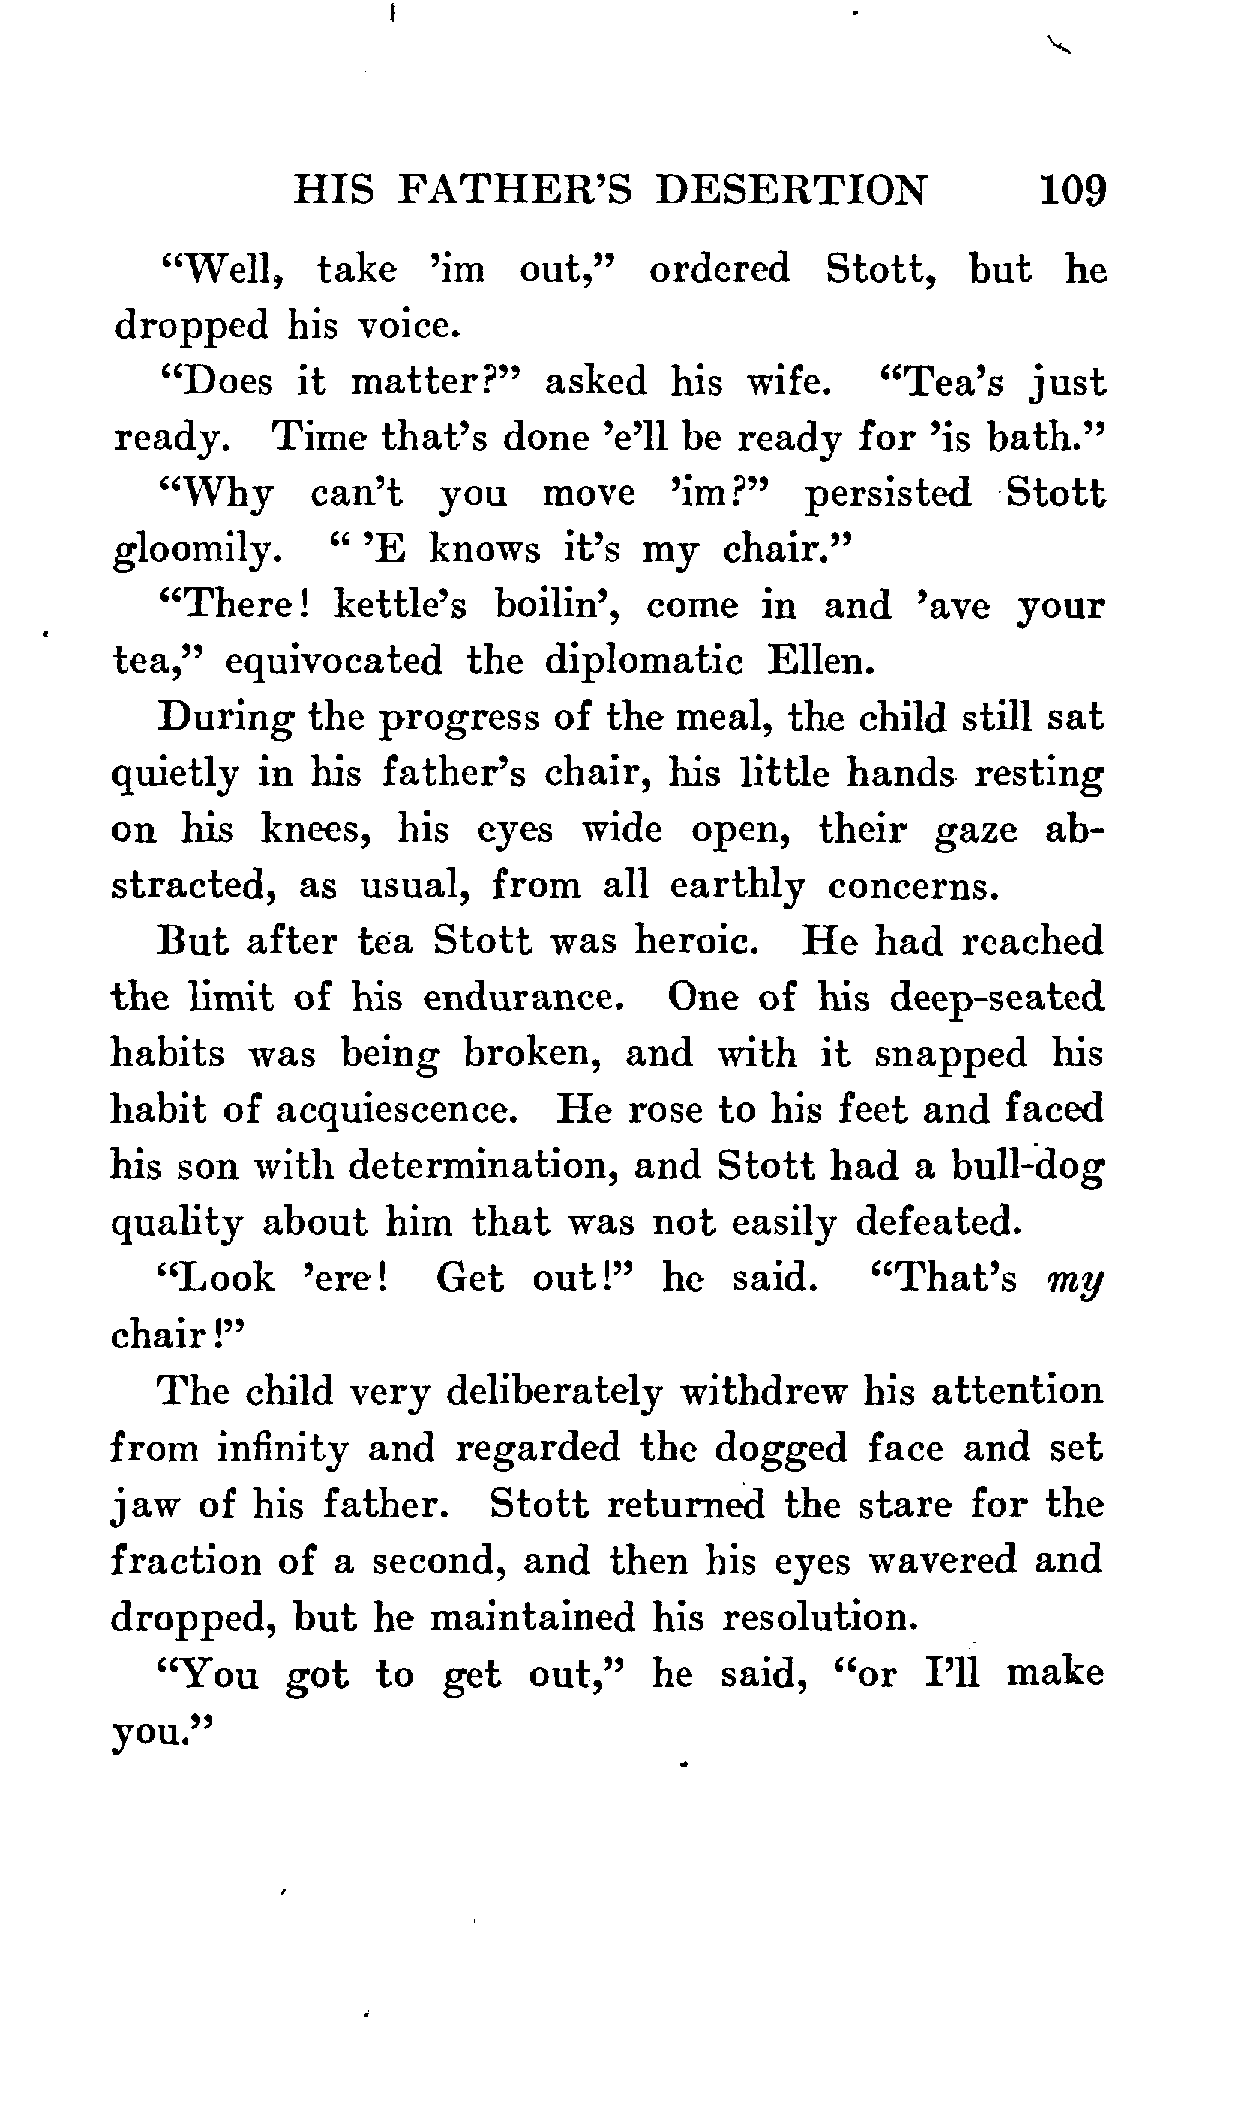 HIS FATHER'S DESERTION 109
"Well, take 'im out," ordered Stott, but he
dropped his voice.
"Does it matter?" asked his wife. "Tea's just
ready. Time that's done 'e'll be ready for 'is bath."
"Why can't you move 'im?" persisted Stott
gloomily. " 'E knows it's my chair."
"There! kettle's boilin', come in and 'ave your
tea," equivocated the diplomatic Ellen.
During the progress of the meal, the child still sat
quietly in his father's chair, his little hands resting
on his knees, his eyes wide open, their gaze ab-
stracted, as usual, from all earthly concerns.
But after tea Stott was heroic. He had reached
the limit of his endurance. One of his deep-seated
habits was being broken, and with it snapped his
habit of acquiescence. He rose to his feet and faced
his son with determination, and Stott had a bull-dog
quality about him that was not easily defeated.
"Look 'ere! Get out!" he said. "That's my
chair!"
The child very deliberately withdrew his attention
from infinity and regarded the dogged face and set
jaw of his father. Stott returned the stare for the
fraction of a second, and then his eyes wavered and
dropped, but he maintained his resolution.
"You got to get out," he said, "or I'll make
you."